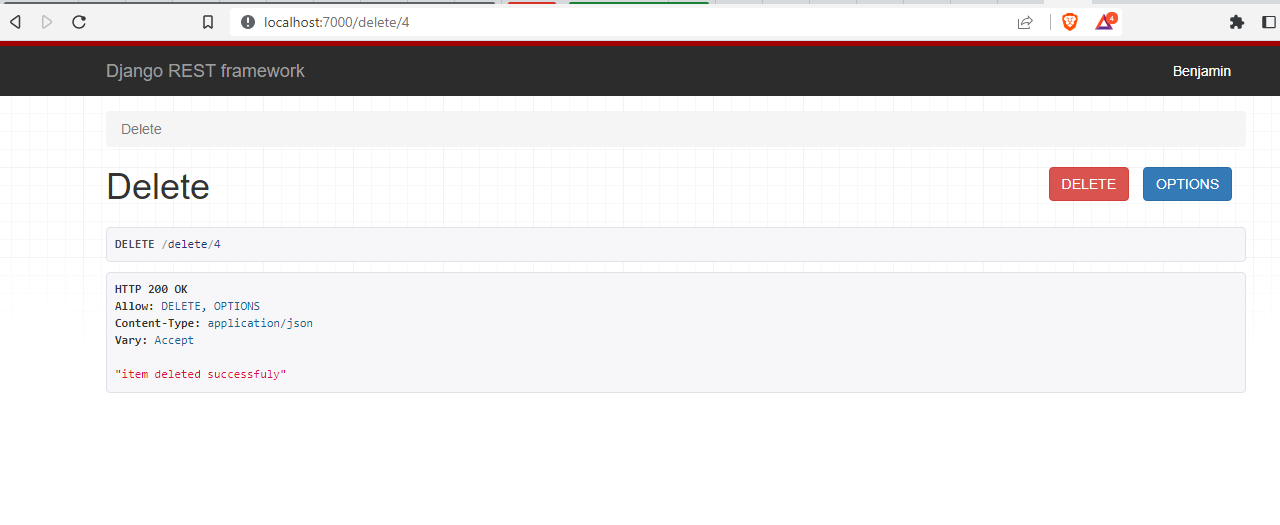 localhost:7000/delete/4
4
Django REST framework
Benjamin
Delete
Delete
DELETE
OPTIONS
DELETE /delete/4
HTTP 200 OK
Allow: DELETE, OPTIONS
Content-Type: application/json
Vary: Accept
"item deleted successfuly"